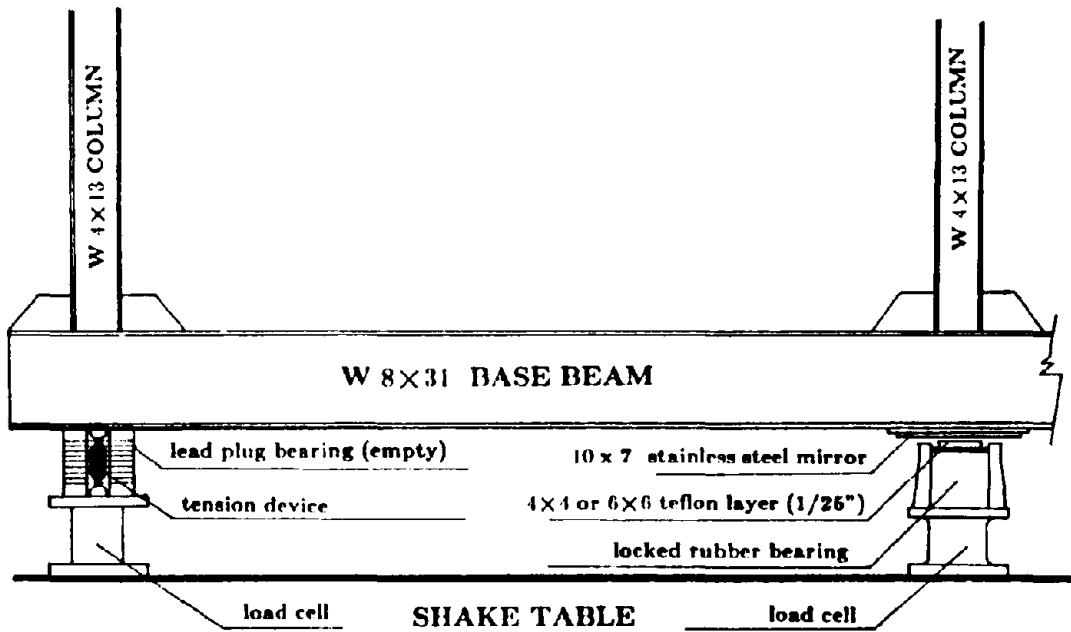 W 4×13 COLUMN
W 4×13 COLUMN
W 8×31 BASE BEAM
lead plug bearing (empty)
tension device
10 x 7 stainless steel mirror
4×4 or 6×6 teflon layer (1/25")
locked rubber bearing
load cell
SHAKE TABLE
load cell